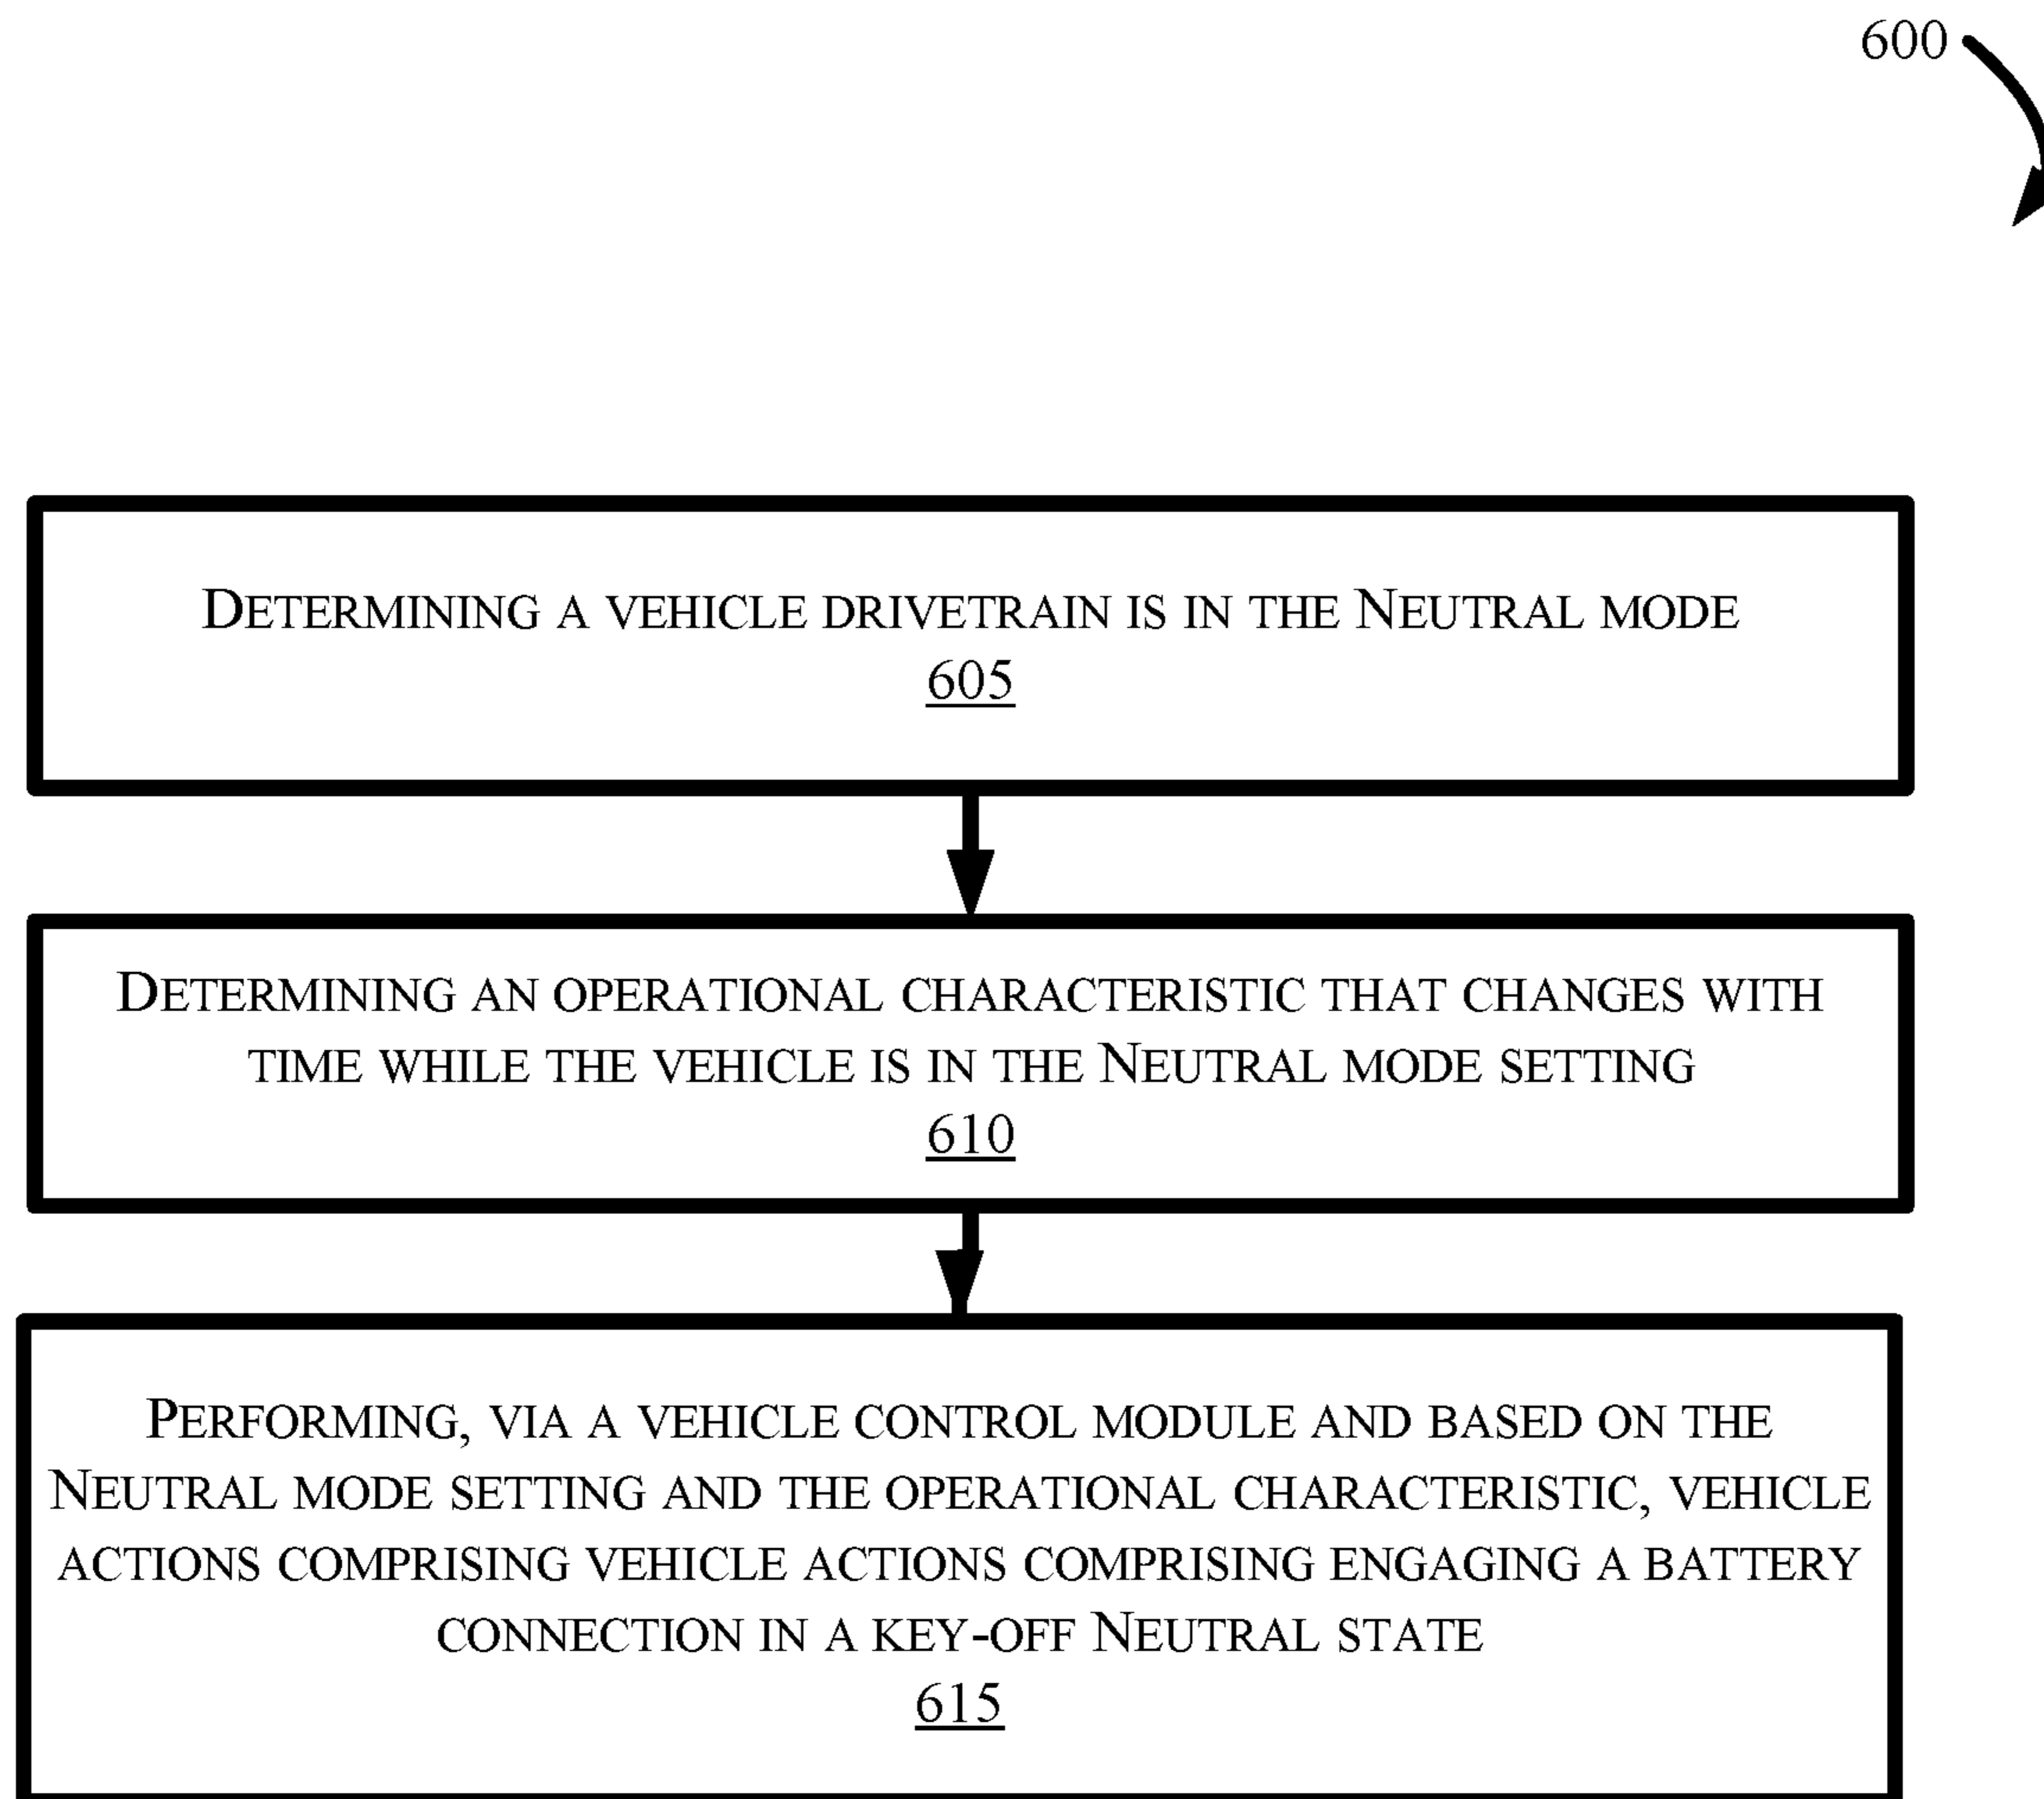 600
Determining a vehicle drivetrain is in the Neutral mode
605
Determining an operational characteristic that changes with
time while the vehicle is in the Neutral mode setting
610
Performing, via a vehicle control module and based on the
Neutral mode setting and the operational characteristic, vehicle
actions comprising vehicle actions comprising engaging a battery
connection in a key-off Neutral state
615